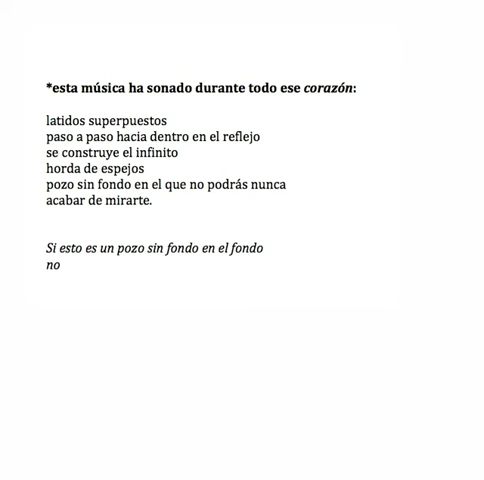 *esta música ha sonado durante todo ese corazón:
latidos superpuestos
paso a paso hacia dentro en el reflejo
se construye el infinito
horda de espejos
pozo sin fondo en el que no podrás nunca
acabar de mirarte.
Si esto es un pozo sin fondo en el fondo
no